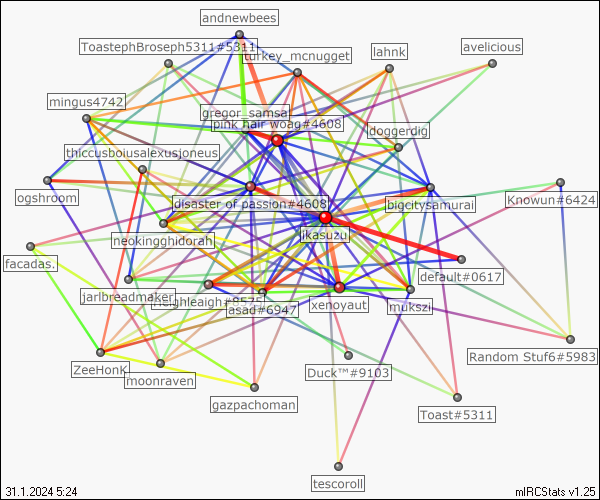 andnewbees
ToastephBroseph5311#5311
turkey_mcnugget
lahnk
avelicious
mingus4742
gregor_samsa
pink hair woag#4608
doggerdig
thiccusboiusalexusjoneus
ogshroom
disaster of passion#4608
bigcitysamurai
Knowun#6424
neokingghidorah
ikasuzu
facadas.
default#0617
jarlbreadmaker
asad#6947
xenoyaut
mukszi
ZeeHonk
moonraven
Duck™#9103
Random Stuf6#5983
gazpachoman
Toast#5311
tescoroll
31.1.2024 5:24
mIRCStats v1.25